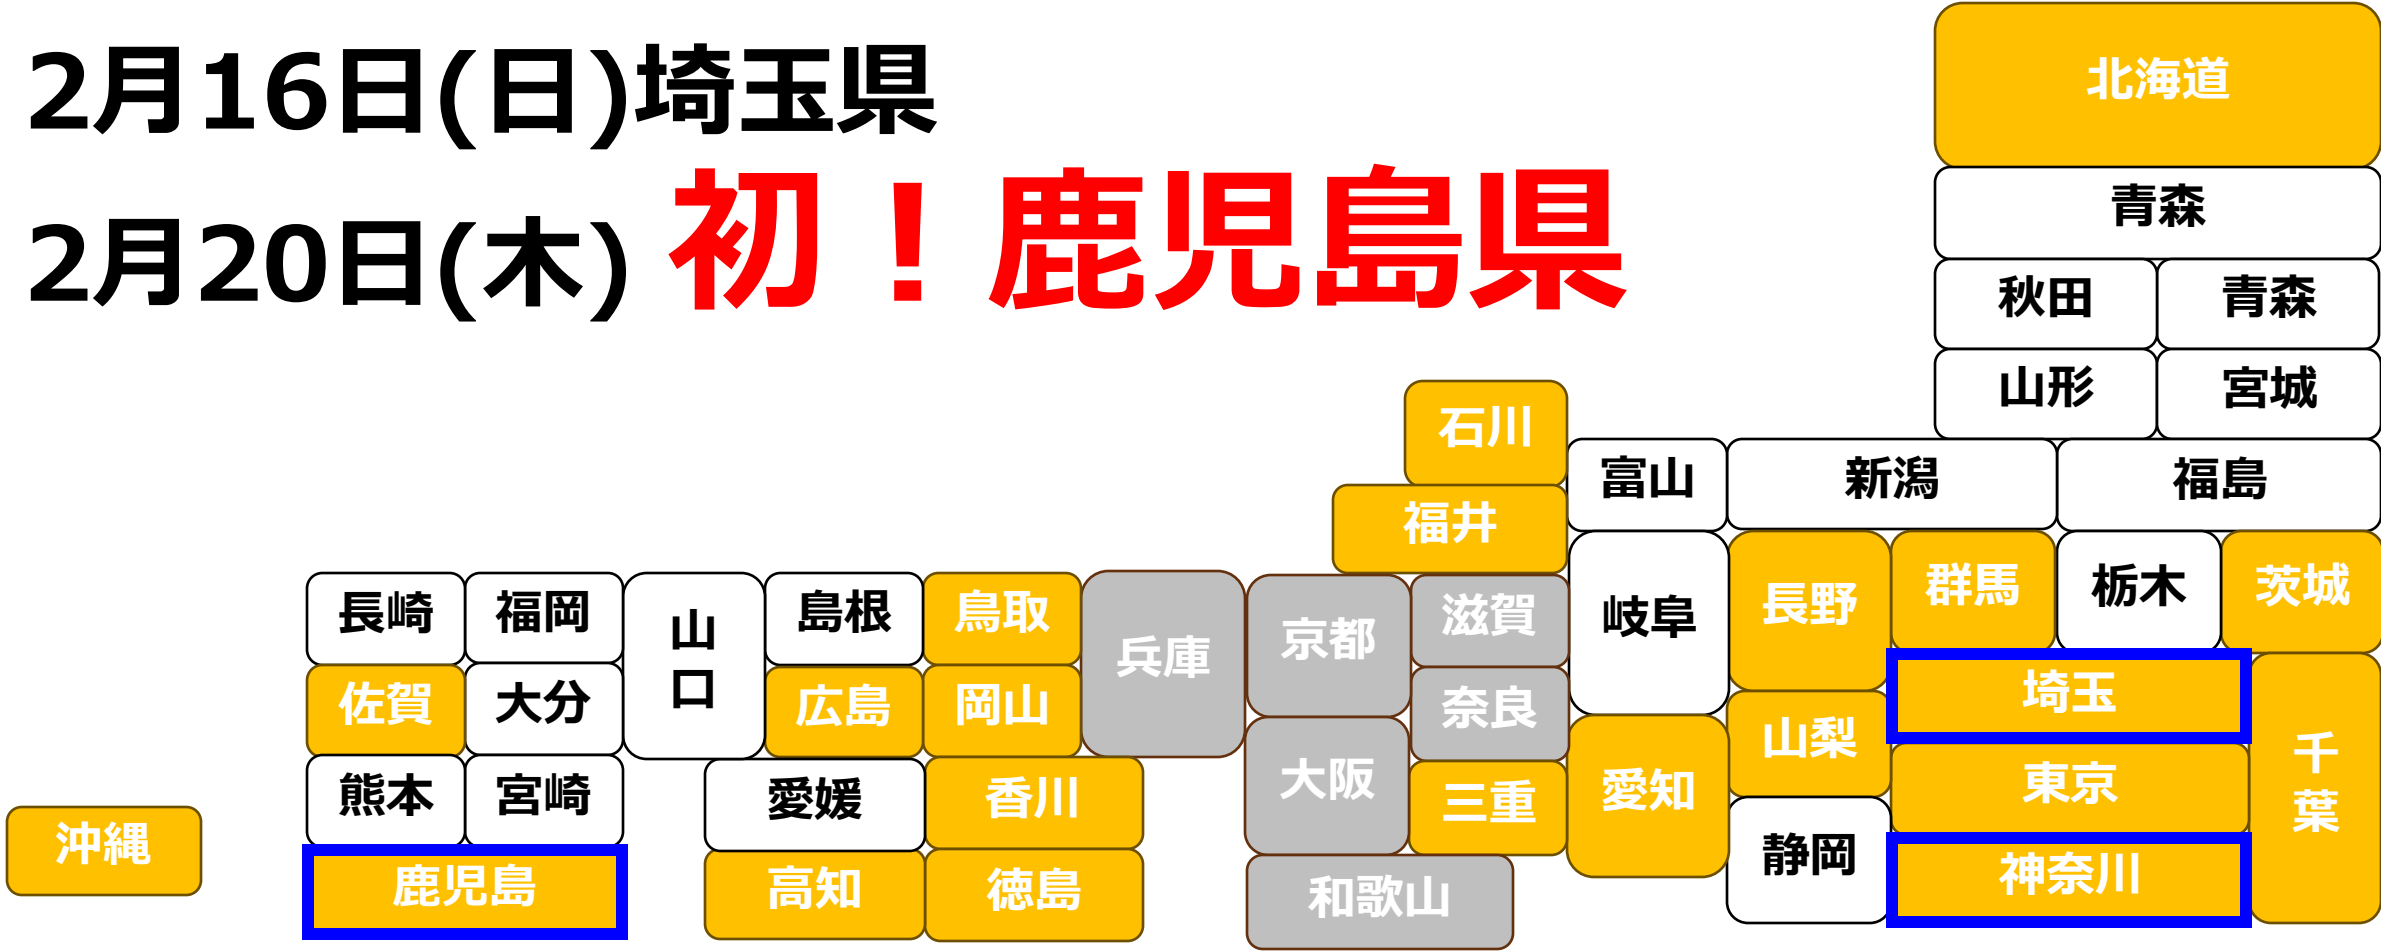 2月16日(日)埼玉県
2月20日(木) 初！鹿児島県
北海道
青森
秋田
青森
山形
宮城
石川
富山
新潟
福島
福井
長崎
福岡
山口
島根
鳥取
兵庫
京都
滋賀
岐阜
長野
群馬
栃木
茨城
佐賀
大分
広島
岡山
奈良
埼玉
山梨
千葉
熊本
宮崎
愛媛
香川
大阪
三重
愛知
東京
沖縄
鹿児島
高知
徳島
和歌山
静岡
神奈川